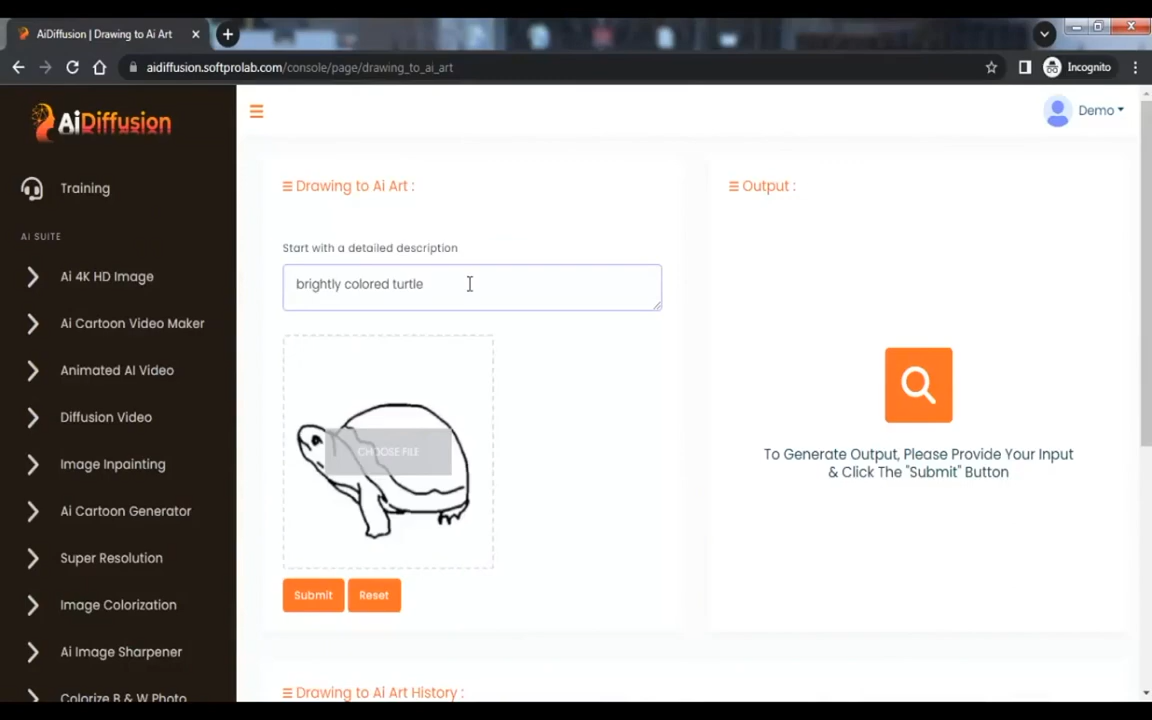 AiDiffusion | Drawing to Ai Art
aidiffusion.softprolab.com/console/page/drawing_to_ai_art
Incognito
AiDiffusion
Demo
Training
AI SUITE
Ai 4K HD Image
Ai Cartoon Video Maker
Animated AI Video
Diffusion Video
Image Inpainting
Ai Cartoon Generator
Super Resolution
Image Colorization
Ai Image Sharpener
Colorize B & W Photo
Drawing to Ai Art :
Start with a detailed description
brightly colored turtle
CHOOSE FILE
Submit
Reset
Output :
To Generate Output, Please Provide Your Input
& Click The "Submit" Button
Drawing to Ai Art History :